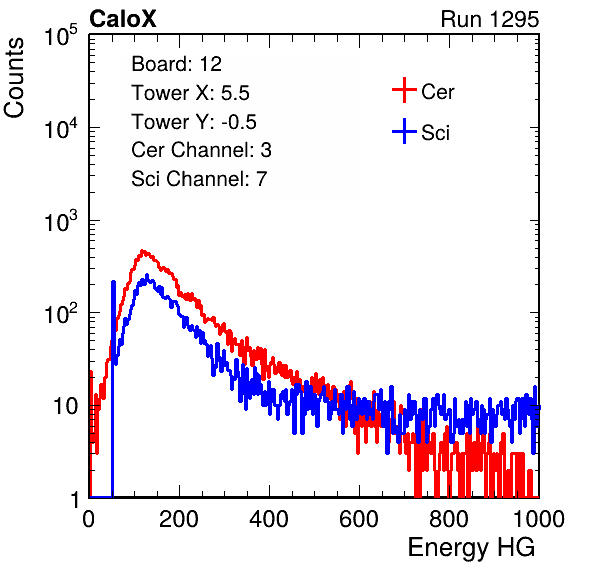 CaloX Run 1295
Counts
10^5
10^4
10^3
10^2
10
1
Board: 12
Tower X: 5.5
Tower Y: -0.5
Cer Channel: 3
Sci Channel: 7
Cer
Sci
0 200 400 600 800 1000
Energy HG